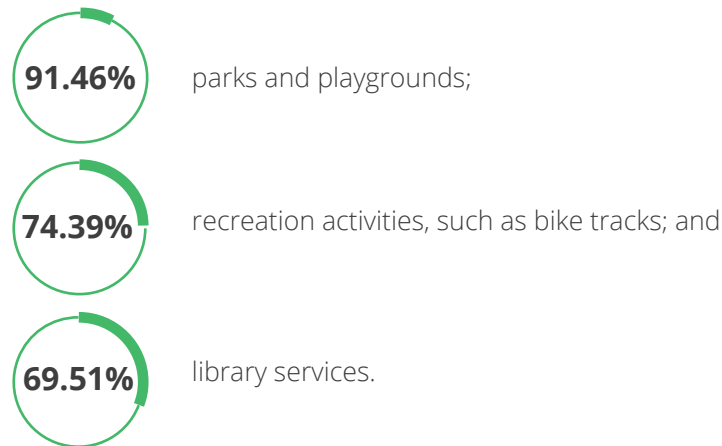 91.46% parks and playgrounds;
74.39% recreation activities, such as bike tracks; and
69.51% library services.